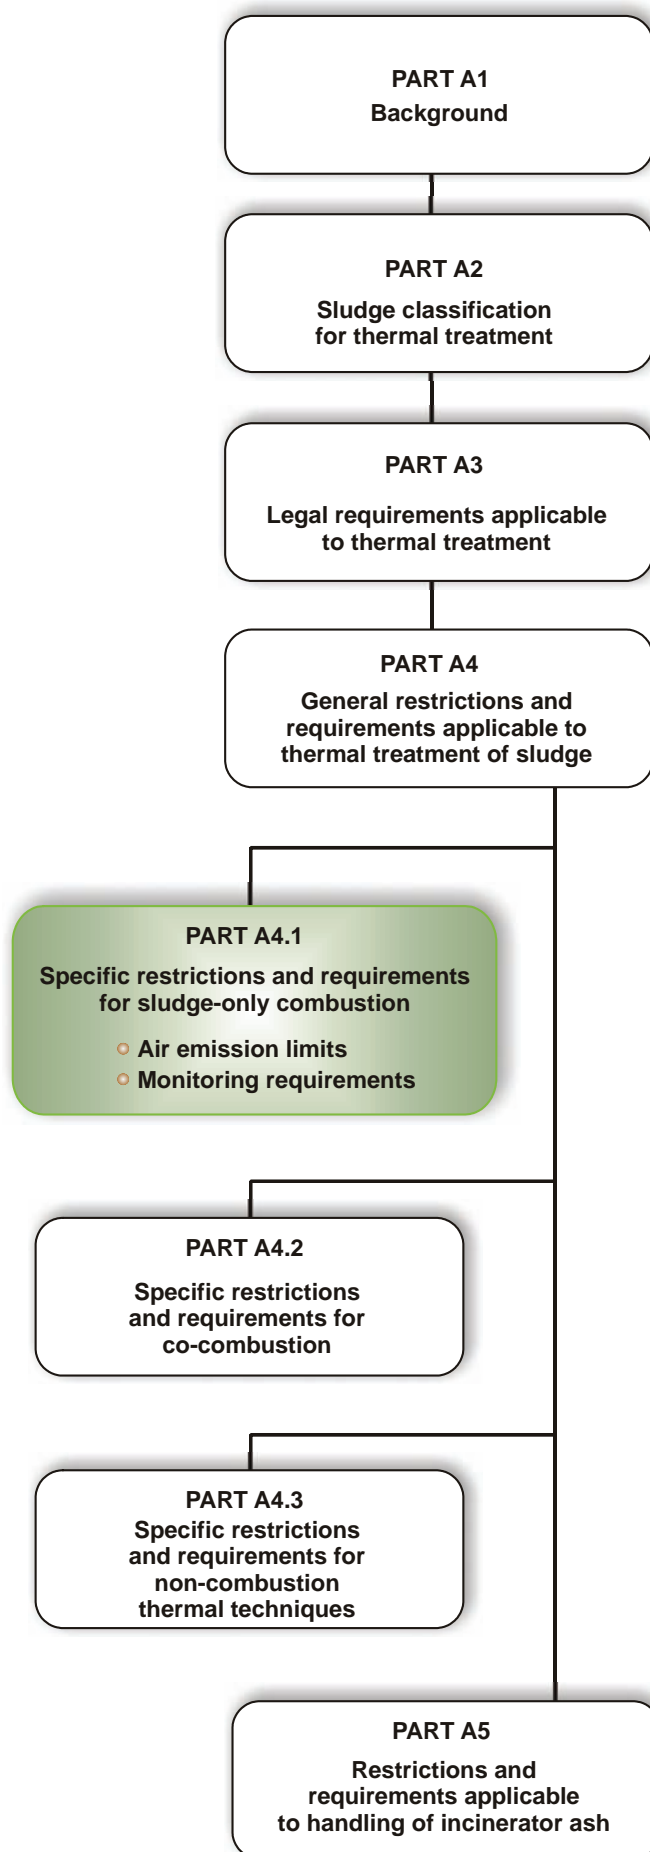 PART A1
Background
PART A2
Sludge classification
for thermal treatment
PART A3
Legal requirements applicable
to thermal treatment
PART A4
General restrictions and
requirements applicable to
thermal treatment of sludge
PART A4.1
Specific restrictions and requirements
for sludge-only combustion
Air emission limits
Monitoring requirements
PART A4.2
Specific restrictions
and requirements for
co-combustion
PART A4.3
Specific restrictions
and requirements for
non-combustion
thermal techniques
PART A5
Restrictions and
requirements applicable
to handling of incinerator ash